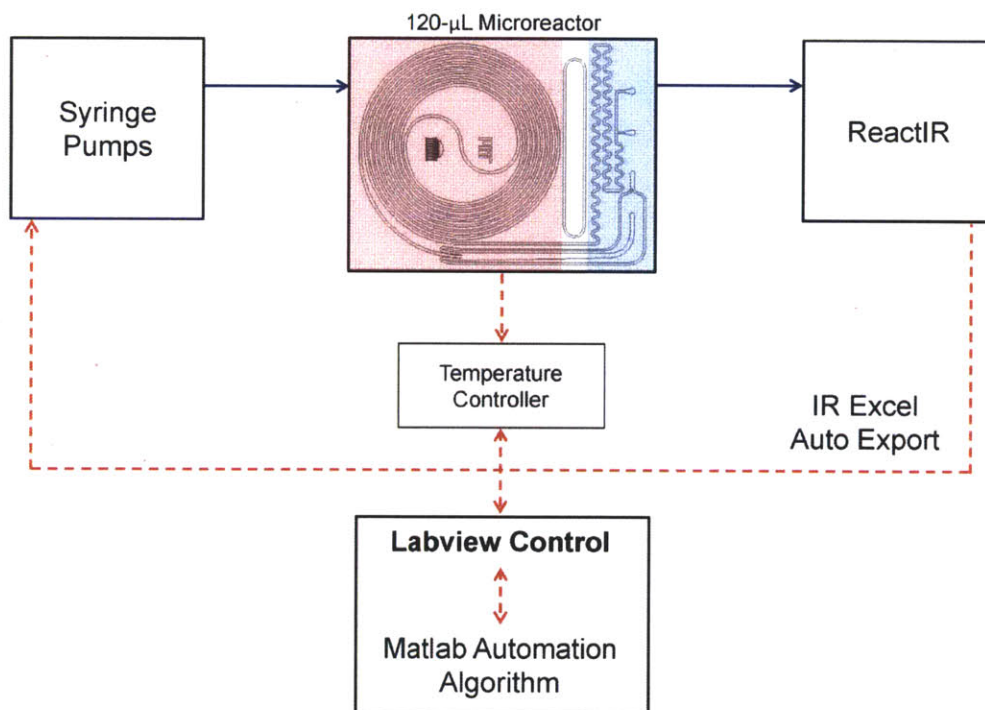 120-µL Microreactor
Syringe
Pumps
ReactIR
Temperature
Controller
IR Excel
Auto Export
Labview Control
Matlab Automation
Algorithm